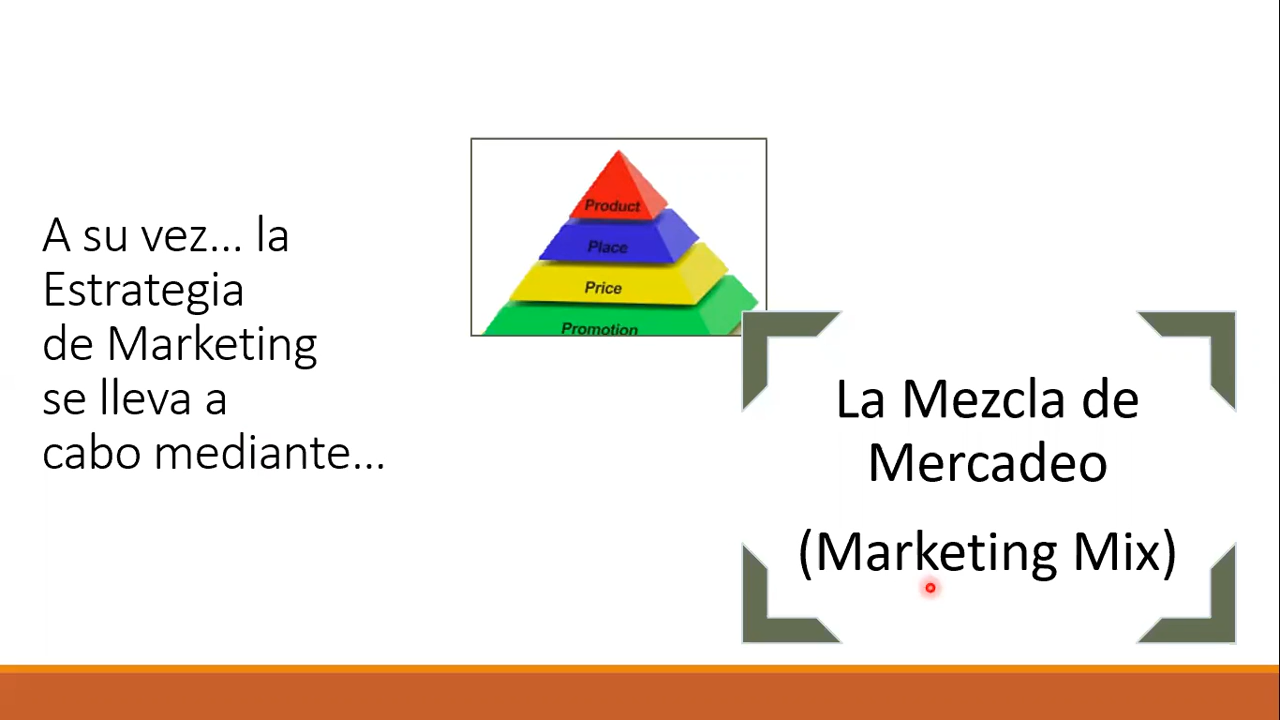 A su vez... la
Estrategia
de Marketing
se lleva a
cabo mediante...
Product
Place
Price
Promotion
La Mezcla de
Mercadeo
(Marketing Mix)